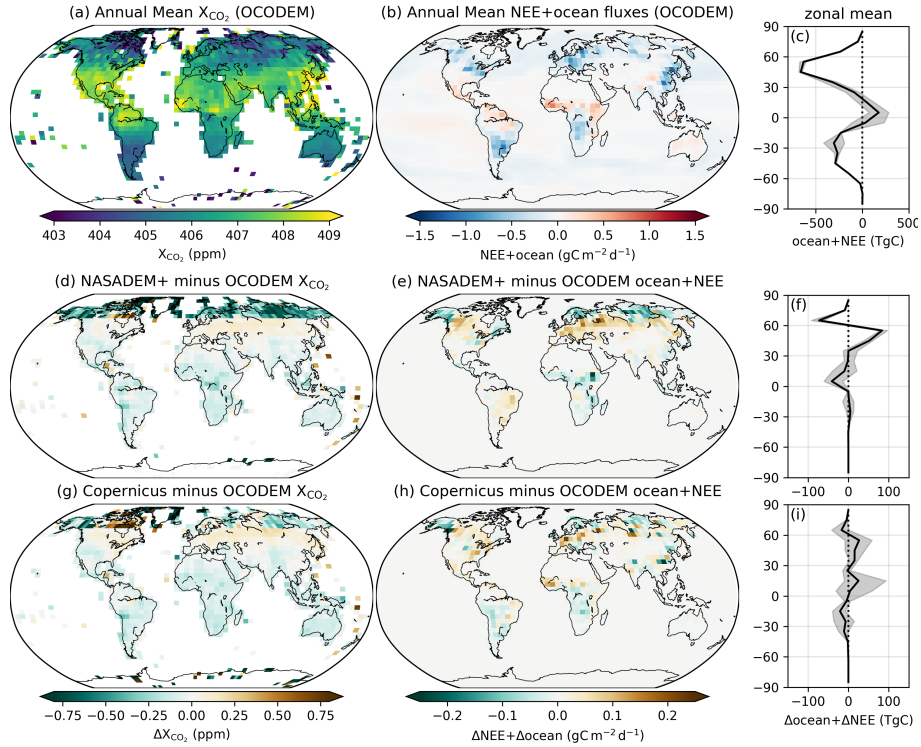 (a) Annual Mean X_CO₂ (OCODEM)
(b) Annual Mean NEE+ocean fluxes (OCODEM)
zonal mean
(c)
90
60
30
0
−30
−60
−90
−500 0 500
ocean+NEE (TgC)
403 404 405 406 407 408 409
X_CO₂ (ppm)
−1.5 −1.0 −0.5 0.0 0.5 1.0 1.5
NEE+ocean (gC m⁻² d⁻¹)
(d) NASADEM+ minus OCODEM X_CO₂
(e) NASADEM+ minus OCODEM ocean+NEE
(f)
90
60
30
0
−30
−60
−90
−100 0 100
(g) Copernicus minus OCODEM X_CO₂
(h) Copernicus minus OCODEM ocean+NEE
(i)
90
60
30
0
−30
−60
−90
−100 0 100
Δocean+ΔNEE (TgC)
−0.75 −0.50 −0.25 0.00 0.25 0.50 0.75
ΔX_CO₂ (ppm)
−0.2 −0.1 0.0 0.1 0.2
ΔNEE+Δocean (gC m⁻² d⁻¹)